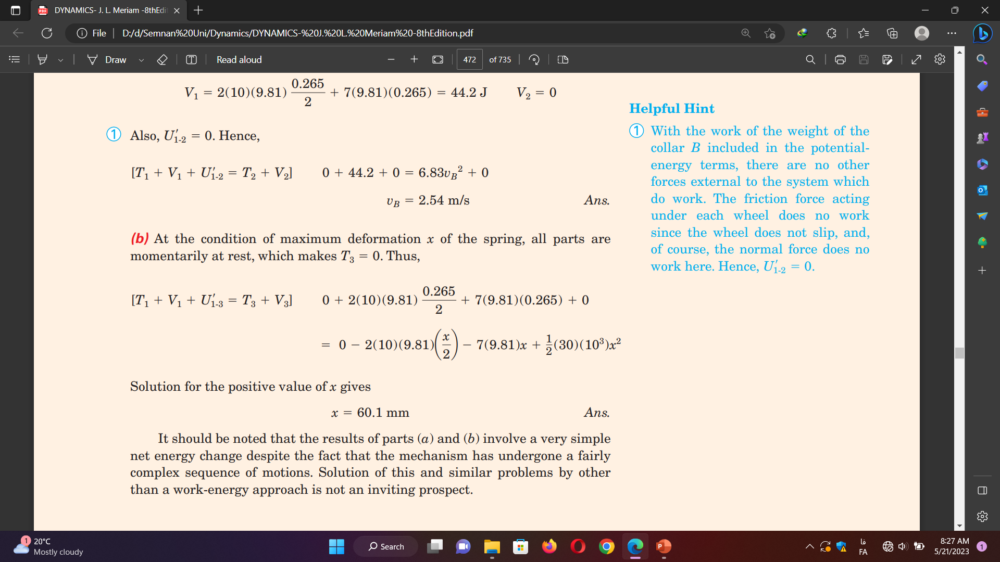 DYNAMICS- J. L. Meriam -8thEdi
File
D:/d/Semnan%20Uni/Dynamics/DYNAMICS-%20J.%20L.%20Meriam%20-8thEdition.pdf
Draw
Read aloud
472 of 735
V₁ = 2(10)(9.81) 0.265/2 + 7(9.81)(0.265) = 44.2 J V₂ = 0
① Also, U′₁₋₂ = 0. Hence,
[T₁ + V₁ + U′₁₋₂ = T₂ + V₂] 0 + 44.2 + 0 = 6.83v_B² + 0
v_B = 2.54 m/s Ans.
(b) At the condition of maximum deformation x of the spring, all parts are
momentarily at rest, which makes T₃ = 0. Thus,
[T₁ + V₁ + U′₁₋₃ = T₃ + V₃] 0 + 2(10)(9.81) 0.265/2 + 7(9.81)(0.265) + 0
= 0 − 2(10)(9.81)(x/2) − 7(9.81)x + ½(30)(10³)x²
Solution for the positive value of x gives
x = 60.1 mm Ans.
It should be noted that the results of parts (a) and (b) involve a very simple
net energy change despite the fact that the mechanism has undergone a fairly
complex sequence of motions. Solution of this and similar problems by other
than a work-energy approach is not an inviting prospect.
Helpful Hint
① With the work of the weight of the
collar B included in the potential-
energy terms, there are no other
forces external to the system which
do work. The friction force acting
under each wheel does no work
since the wheel does not slip, and,
of course, the normal force does no
work here. Hence, U′₁₋₂ = 0.
1
20°C
Mostly cloudy
Search
فا
FA
8:27 AM
5/21/2023
1